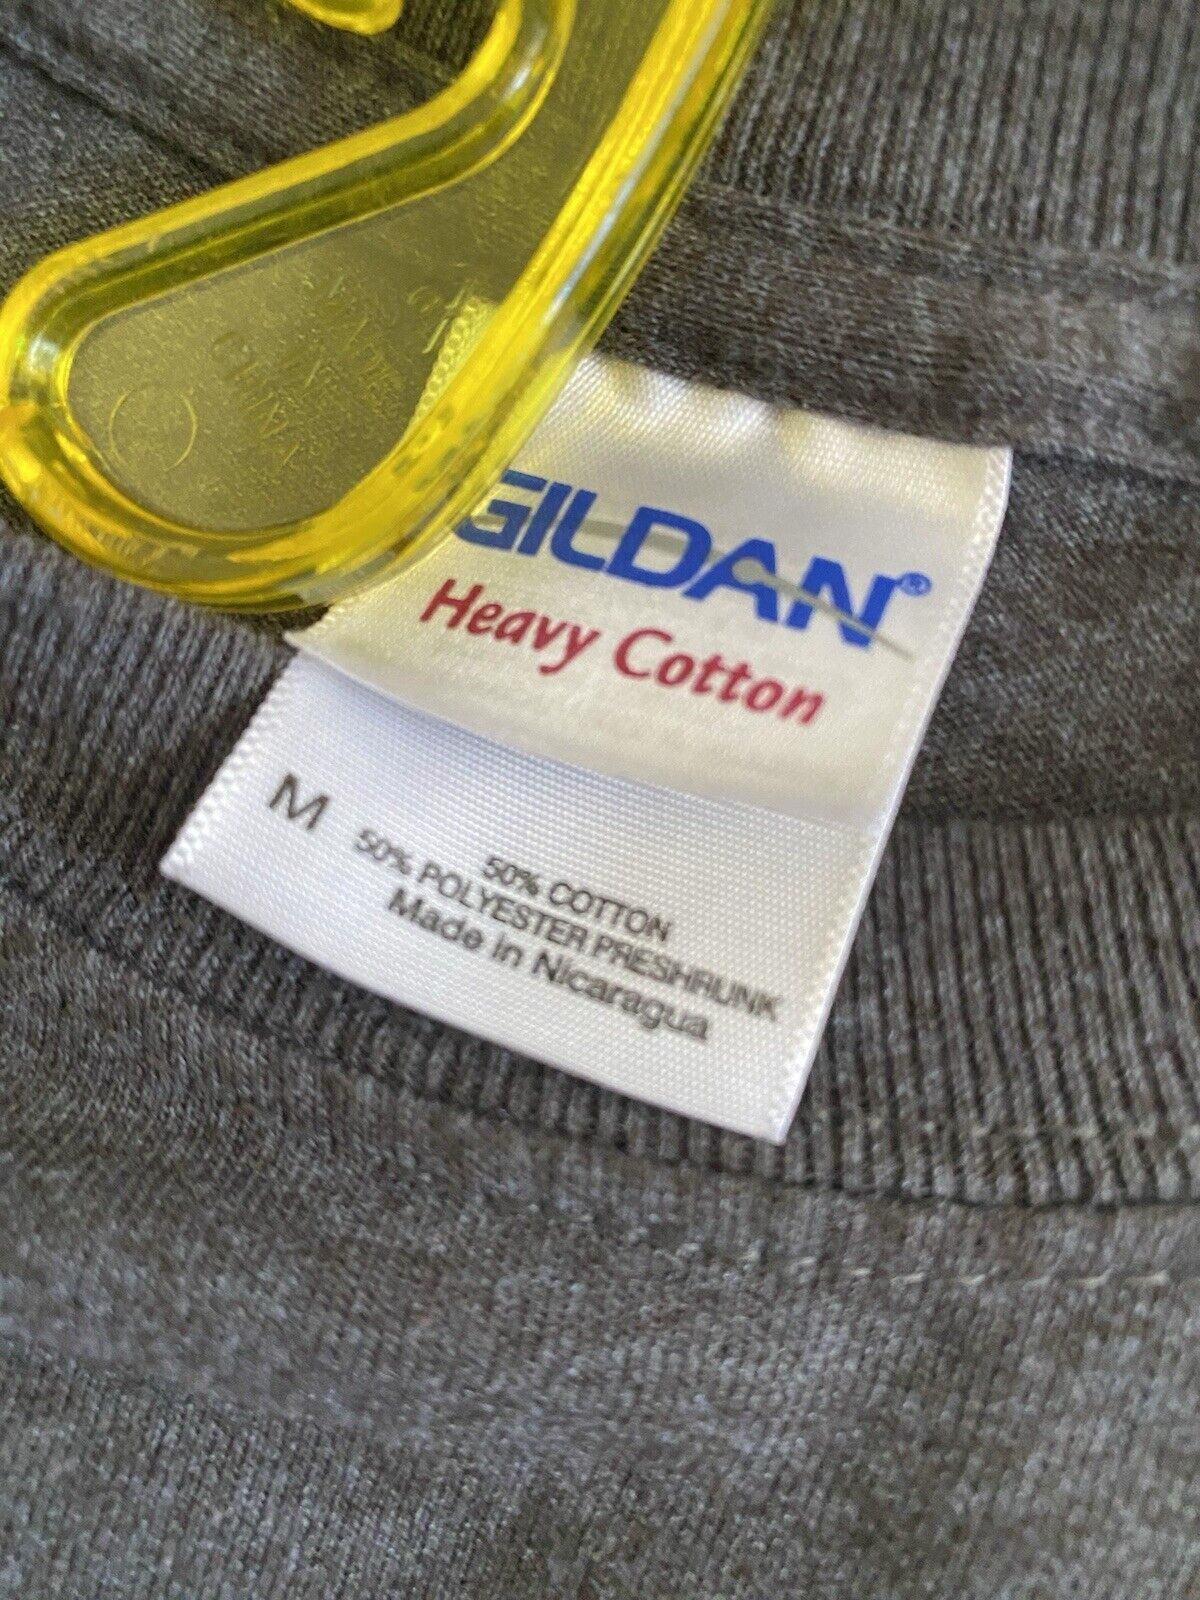 GILDAN®
Heavy Cotton
M
50% COTTON
50% POLYESTER PRESHRUNK
Made in Nicaragua